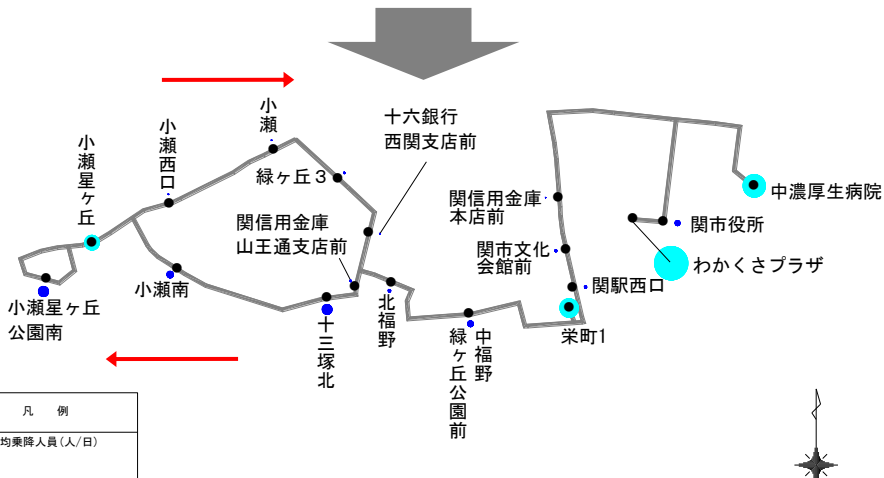 小瀬
十六銀行
西関支店前
小瀬西口
小瀬星ヶ丘
緑ヶ丘３
中濃厚生病院
関信用金庫
本店前
関信用金庫
山王通支店前
関市役所
関市文化
会館前
わかくさプラザ
小瀬南
関駅西口
小瀬星ヶ丘
公園南
北福野
十三塚北
中福野
緑ヶ丘公園前
栄町1
凡　例
均乗降人員(人/日)